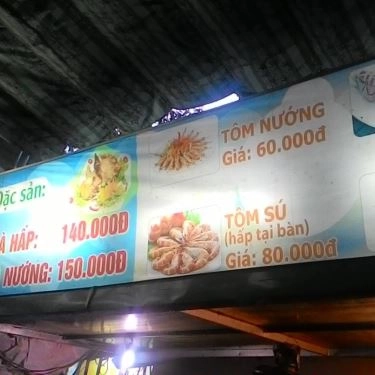 Đặc sản:
HẤP: 140.000Đ
NƯỚNG: 150.000Đ
TÔM NƯỚNG
Giá: 60.000đ
TÔM SÚ
(hấp tại bàn)
Giá: 80.000đ